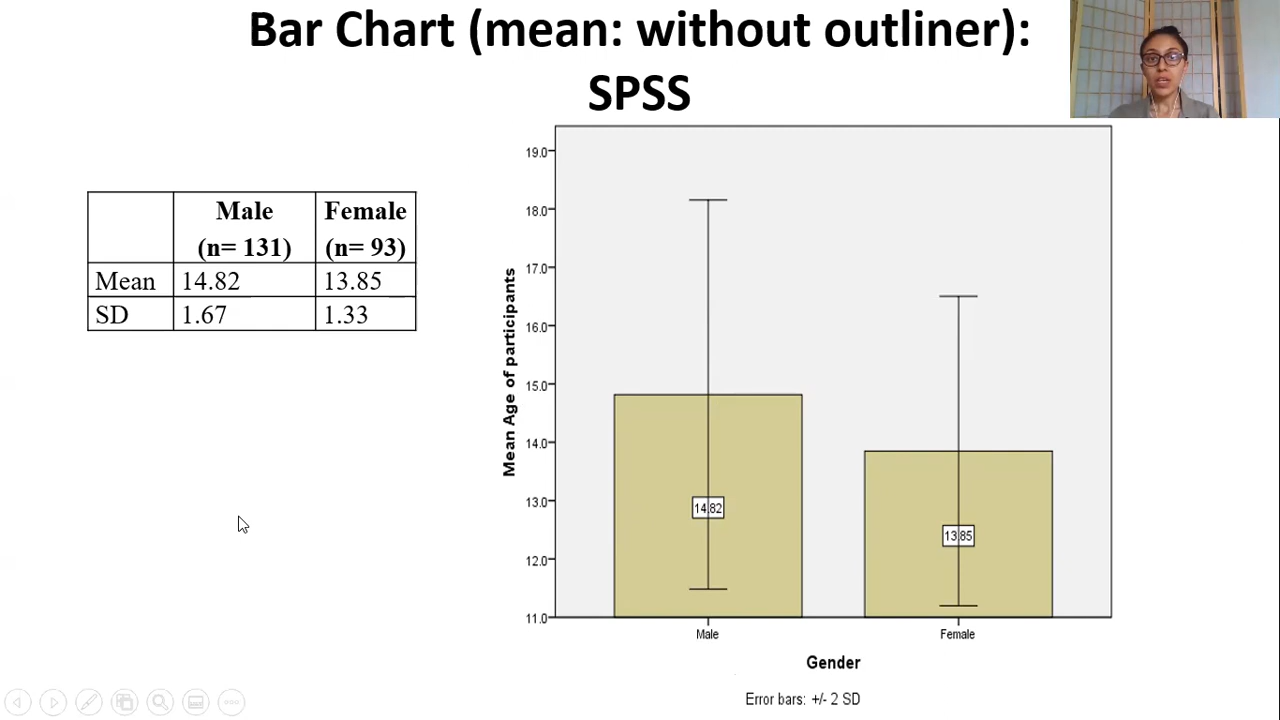 Bar Chart (mean: without outliner):
SPSS
Male Female
(n= 131) (n= 93)
Mean 14.82 13.85
SD 1.67 1.33
Mean Age of participants
19.0
18.0
17.0
16.0
15.0
14.0
13.0
12.0
11.0
14.82
13.85
Male Female
Gender
Error bars: +/- 2 SD